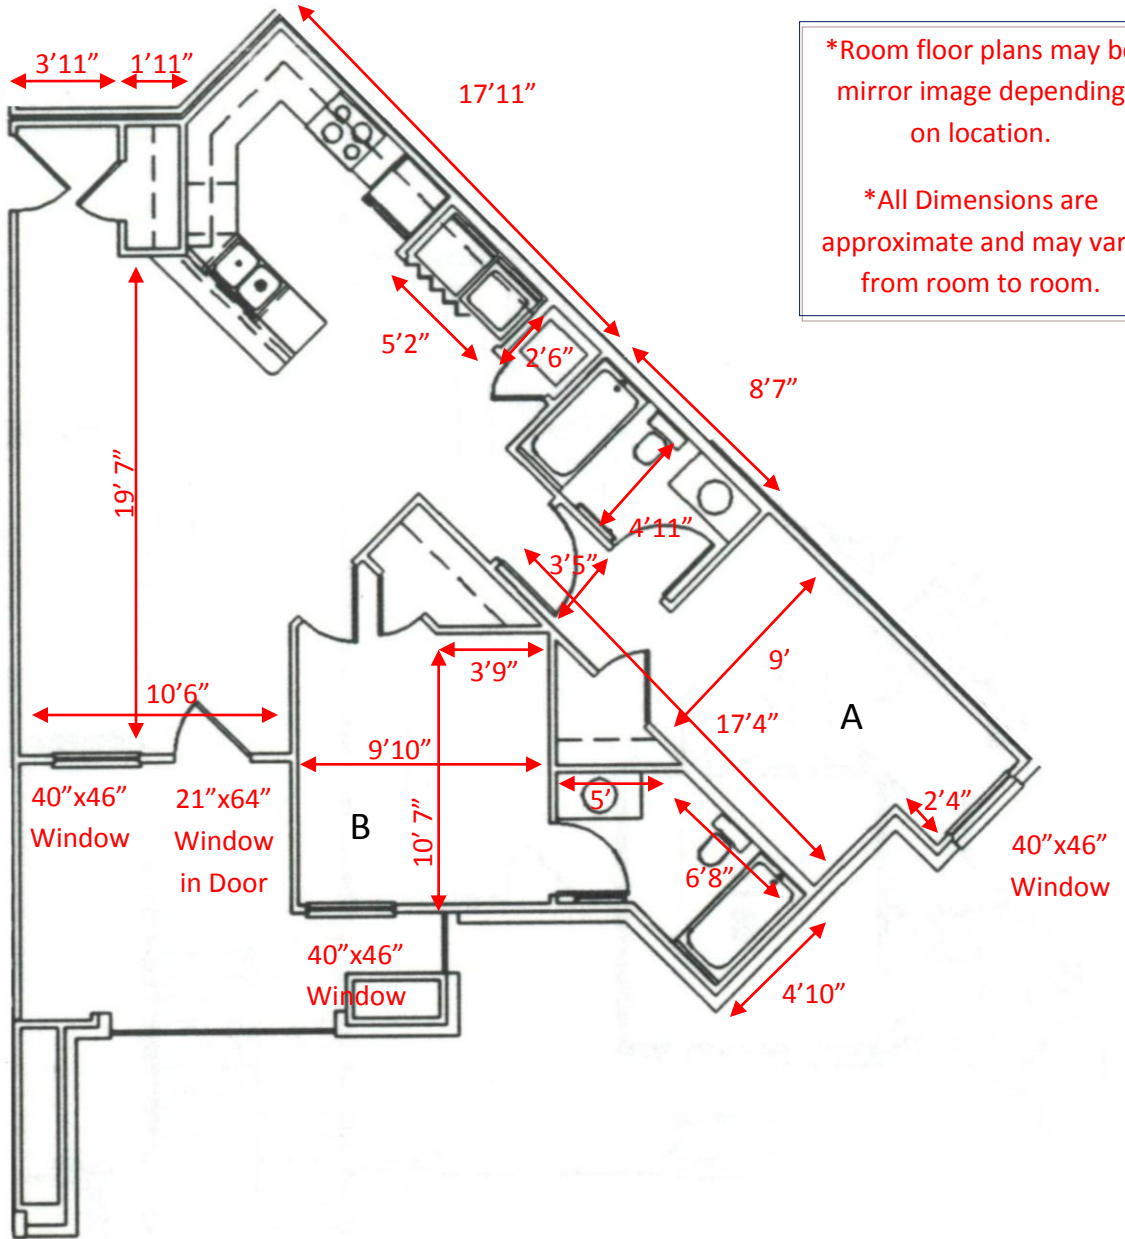 3'11”
1'11”
17'11”
*Room floor plans may be
mirror image depending
on location.
*All Dimensions are
approximate and may vary
from room to room.
5’2”
2’6”
8’7”
19’ 7”
4’11”
3’5”
9’
3’9”
10’6”
17’4”
A
9’10”
40”x46”
Window
21”x64”
Window
in Door
B
10’ 7”
5’
2’4”
40”x46”
Window
6’8”
40”x46”
Window
4’10”